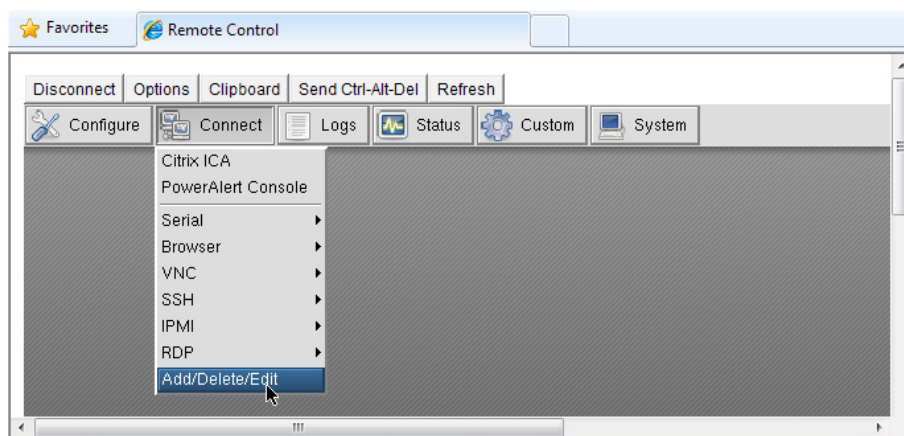 Favorites Remote Control
Disconnect Options Clipboard Send Ctrl-Alt-Del Refresh
Configure Connect Logs Status Custom System
Citrix ICA
PowerAlert Console
Serial
Browser
VNC
SSH
IPMI
RDP
Add/Delete/Edit